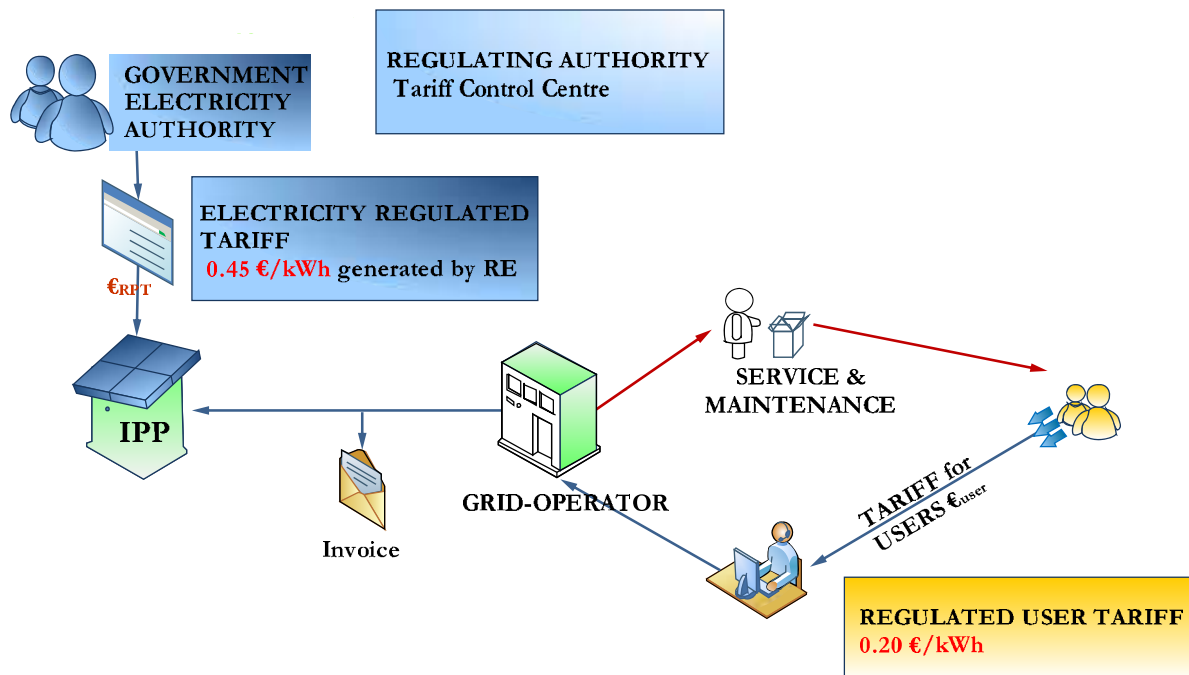 REGULATING AUTHORITY
Tariff Control Centre
GOVERNMENT
ELECTRICITY
AUTHORITY
ELECTRICITY REGULATED
TARIFF
0.45 €/kWh generated by RE
€RPT
IPP
SERVICE &
MAINTENANCE
GRID-OPERATOR
Invoice
TARIFF for
USERS €user
REGULATED USER TARIFF
0.20 €/kWh